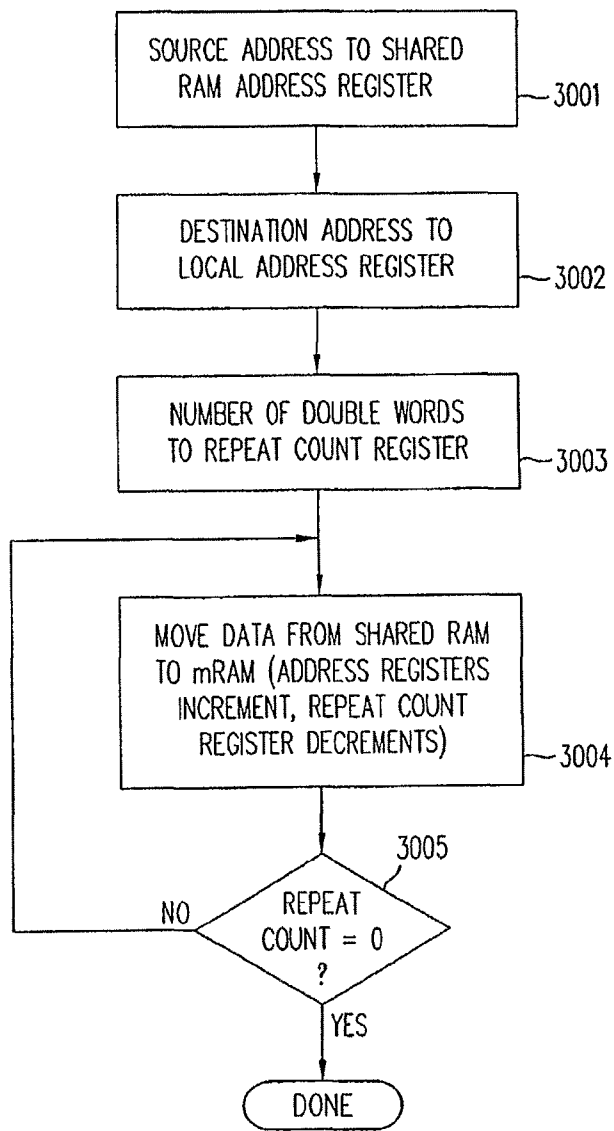 SOURCE ADDRESS TO SHARED
RAM ADDRESS REGISTER
3001
DESTINATION ADDRESS TO
LOCAL ADDRESS REGISTER
3002
NUMBER OF DOUBLE WORDS
TO REPEAT COUNT REGISTER
3003
MOVE DATA FROM SHARED RAM
TO mRAM (ADDRESS REGISTERS
INCREMENT, REPEAT COUNT
REGISTER DECREMENTS)
3004
3005
NO
REPEAT
COUNT = 0
?
YES
DONE